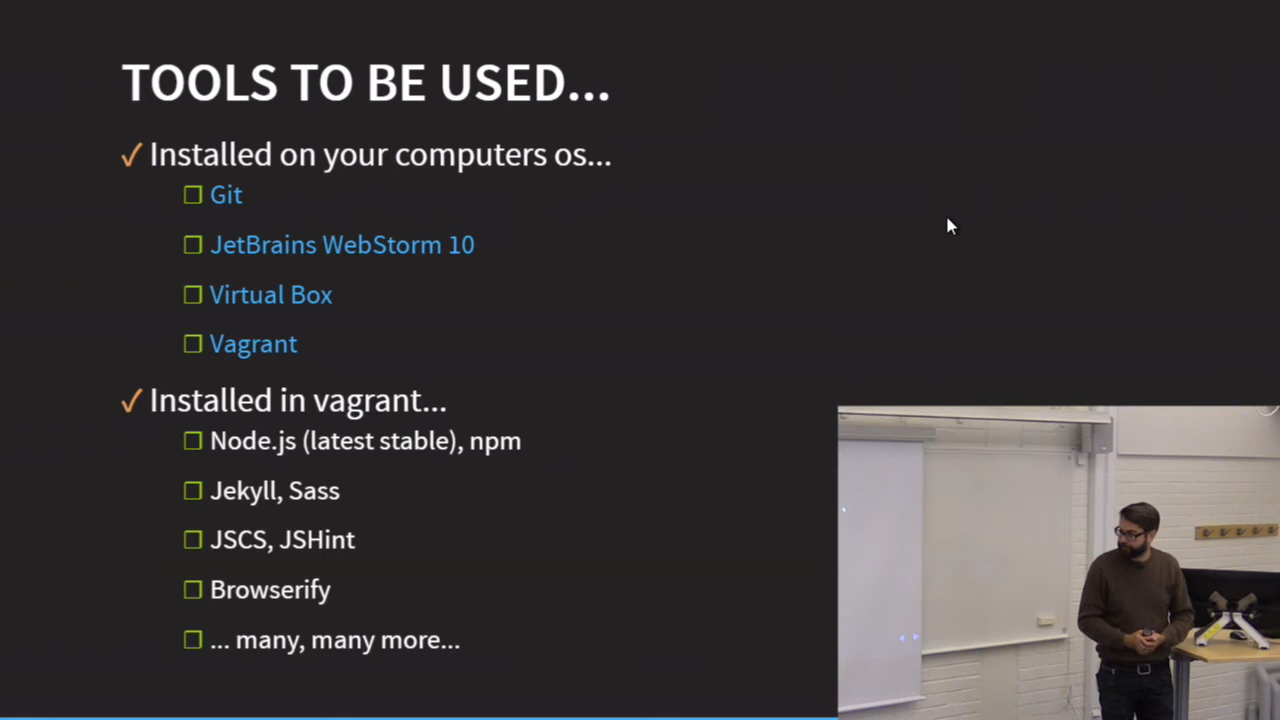 TOOLS TO BE USED...
✓ Installed on your computers os...
❒ Git
❒ JetBrains WebStorm 10
❒ Virtual Box
❒ Vagrant
✓ Installed in vagrant...
❒ Node.js (latest stable), npm
❒ Jekyll, Sass
❒ JSCS, JSHint
❒ Browserify
❒ ... many, many more...